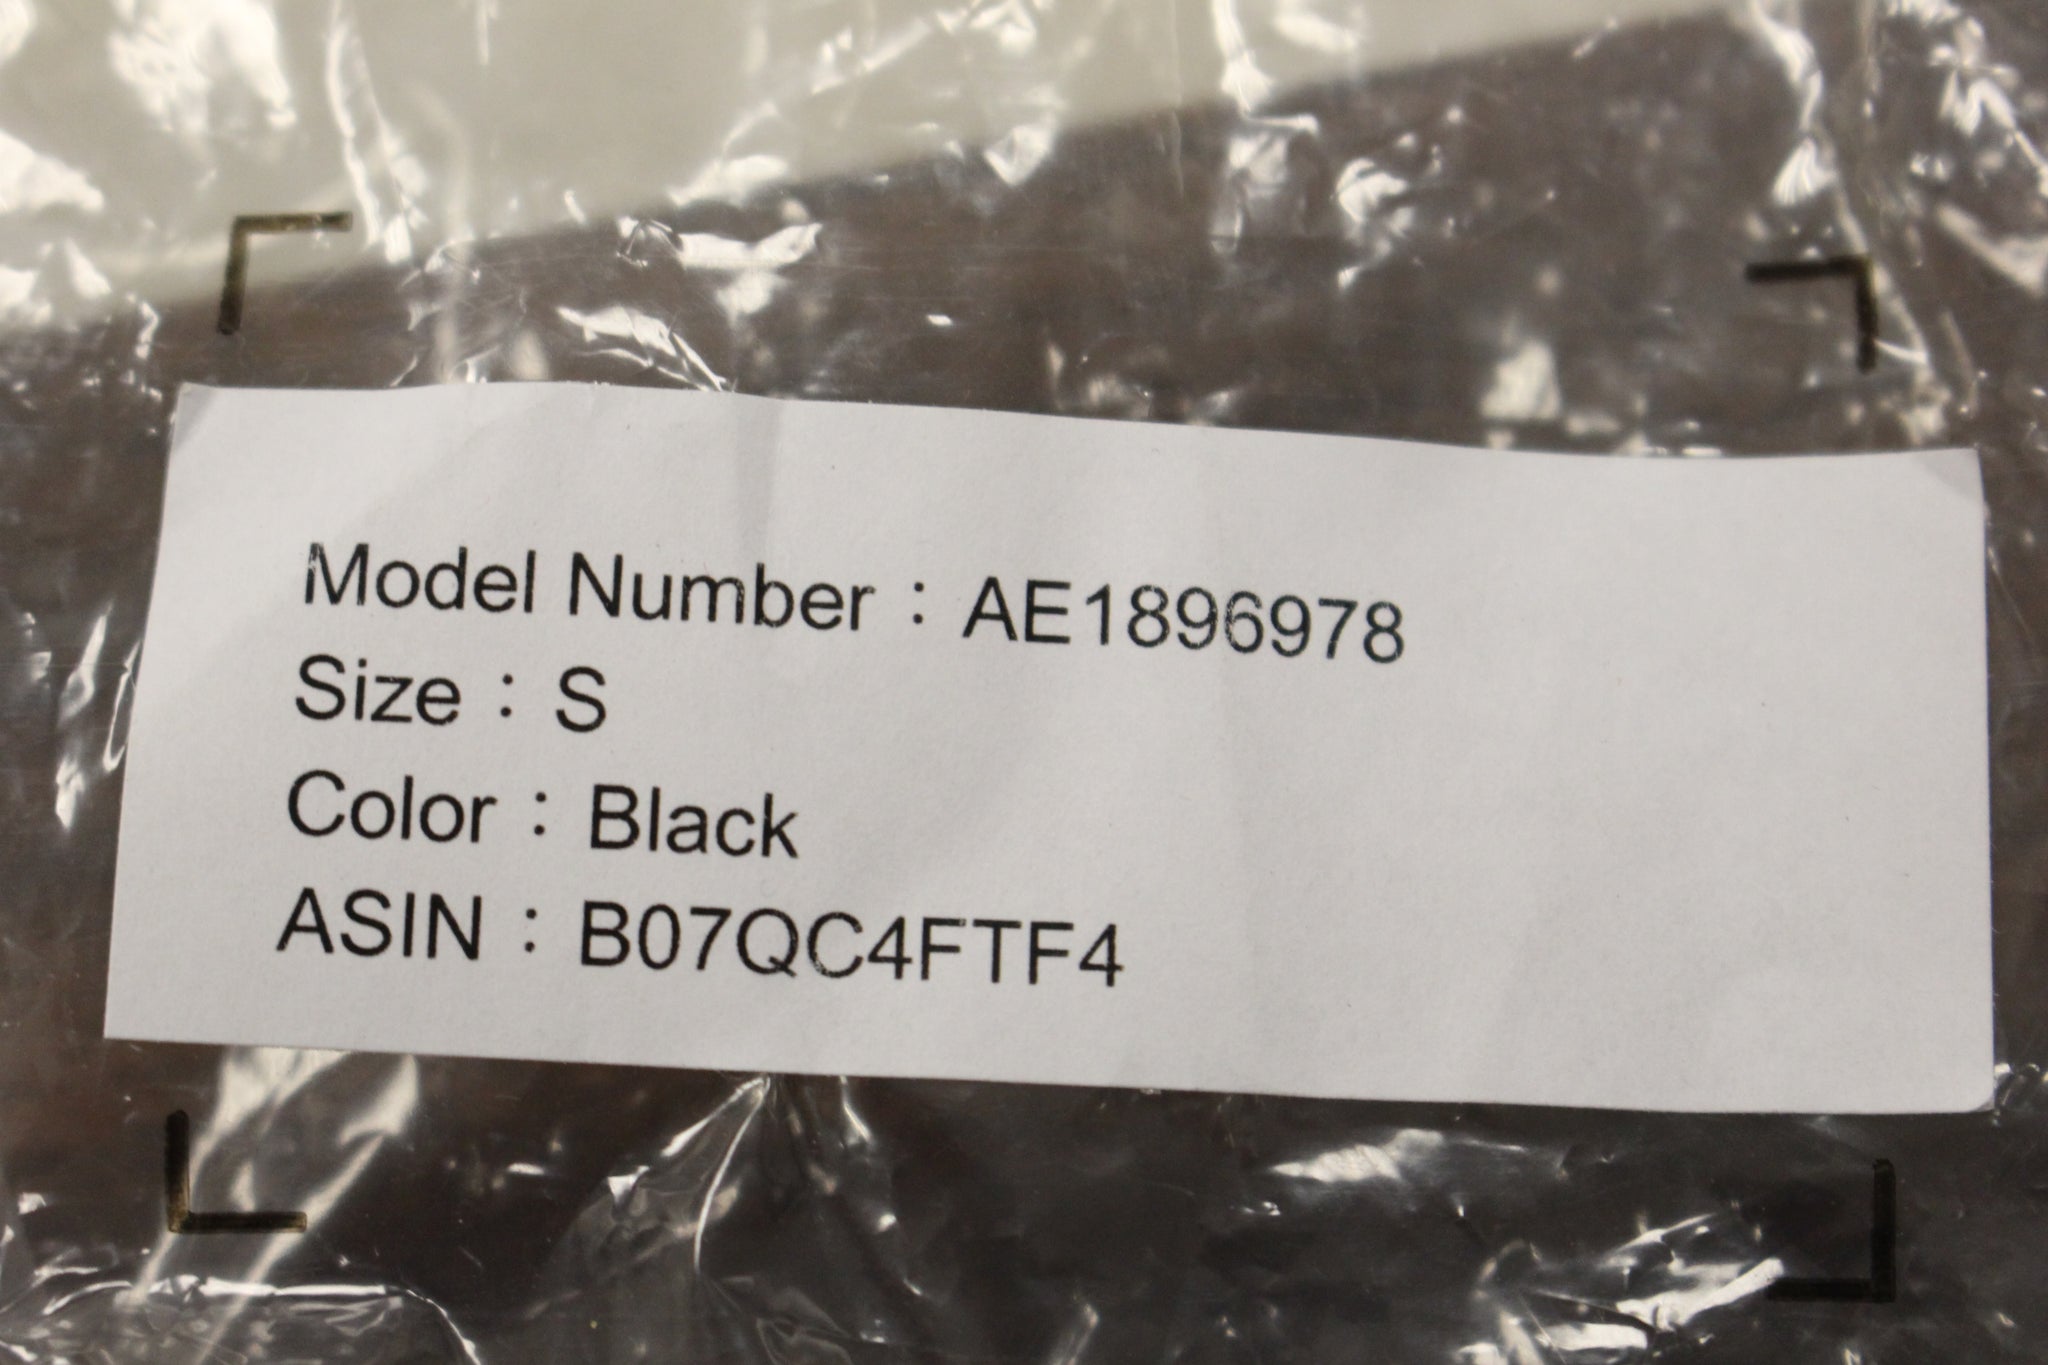 Model Number：AE1896978
Size：S
Color：Black
ASIN：B07QC4FTF4